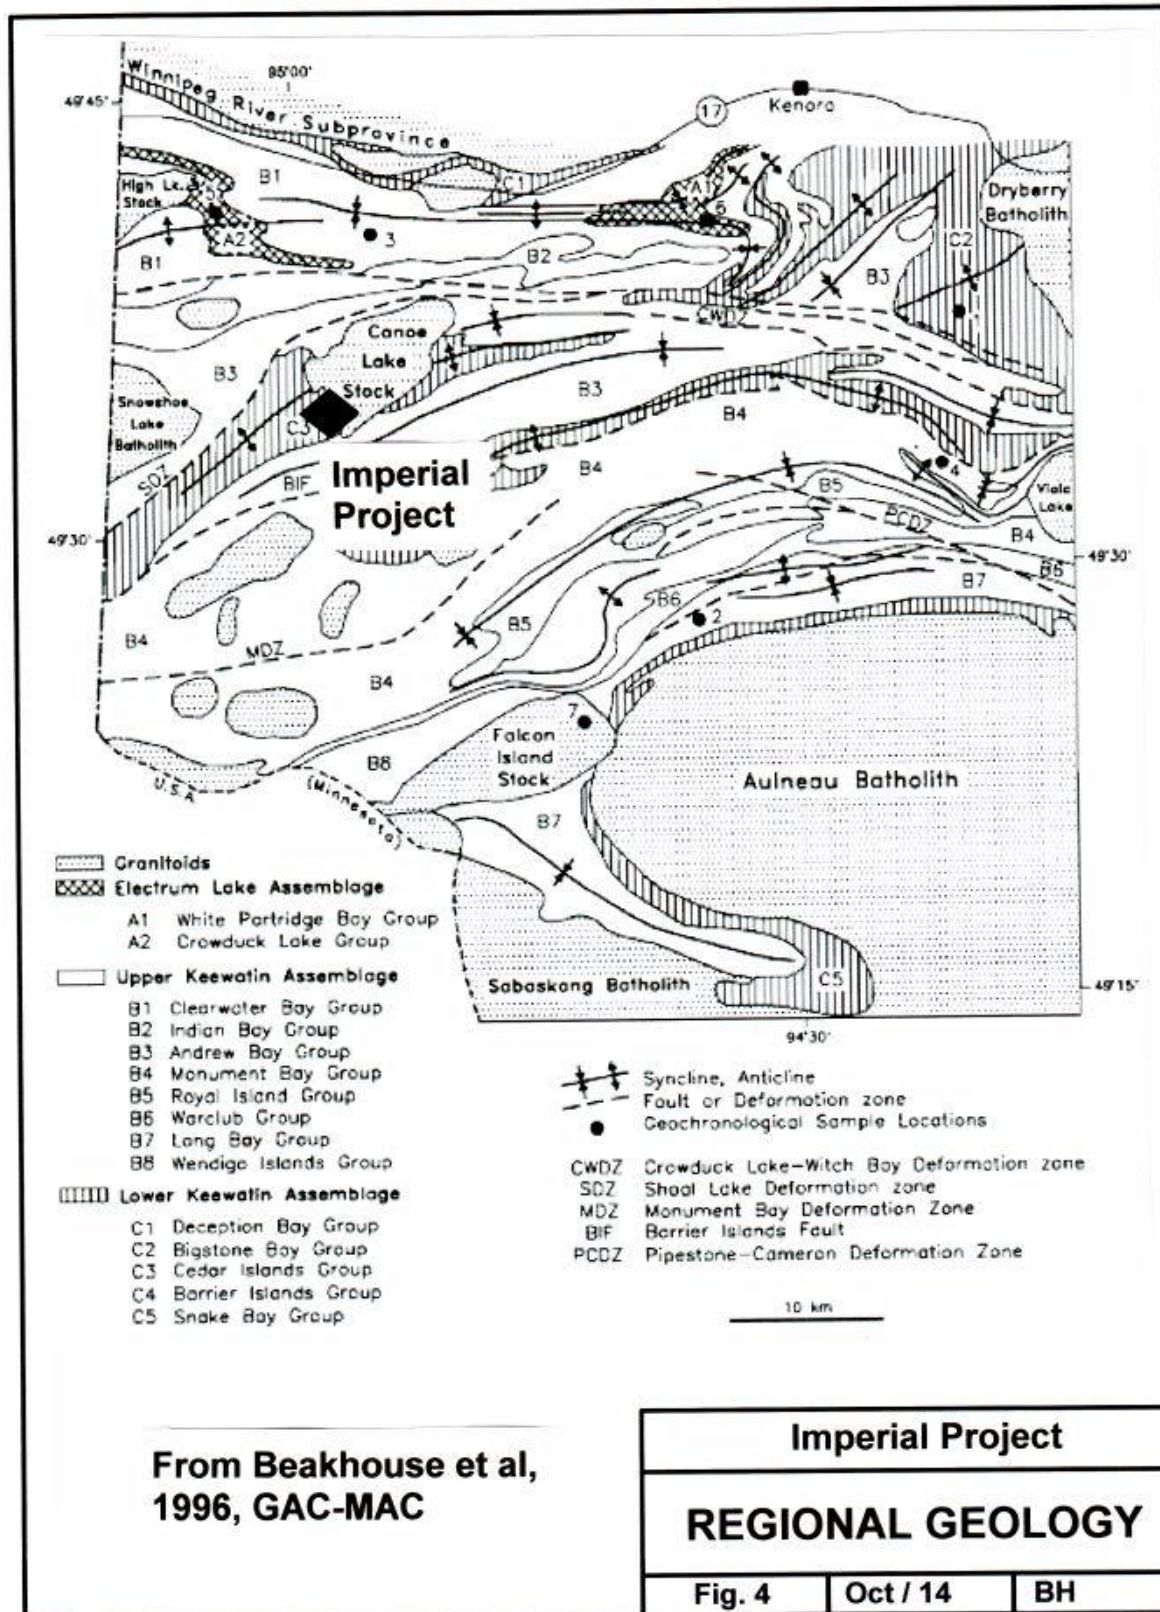 95°00'
49°45'
Winnipeg River Subprovince
17
Kenora
B1
C1
A1
High Lk.
Stock
Dryberry
Batholith
A2
3
6
C2
B1
B2
B3
CWDZ
Canoe
Lake
Stock
B3
B3
B4
Snowshoe
Lake
Batholith
C3
SDZ
BIF
B4
4
Imperial
Project
B5
PCDZ
Lake
B4
49°30'
49°30'
B6
B7
B6
B5
2
B4
MDZ
B4
7
Falcon
Island
Stock
B8
Aulneau Batholith
U.S.A.
(Minnesota)
B7
Granitoids
Electrum Lake Assemblage
A1 White Partridge Bay Group
A2 Crowduck Lake Group
Upper Keewatin Assemblage
B1 Clearwater Bay Group
B2 Indian Bay Group
B3 Andrew Bay Group
B4 Monument Bay Group
B5 Royal Island Group
B6 Warclub Group
B7 Long Bay Group
B8 Wendigo Islands Group
Lower Keewatin Assemblage
C1 Deception Bay Group
C2 Bigstone Bay Group
C3 Cedar Islands Group
C4 Barrier Islands Group
C5 Snake Bay Group
Sabaskong Batholith
C5
49°15'
94°30'
Syncline, Anticline
Fault or Deformation zone
Geochronological Sample Locations
CWDZ Crowduck Lake-Witch Bay Deformation zone
SDZ Shoal Lake Deformation zone
MDZ Monument Bay Deformation Zone
BIF Barrier Islands Fault
PCDZ Pipestone-Cameron Deformation Zone
10 km
From Beakhouse et al,
1996, GAC-MAC
Imperial Project
REGIONAL GEOLOGY
Fig. 4
Oct / 14
BH